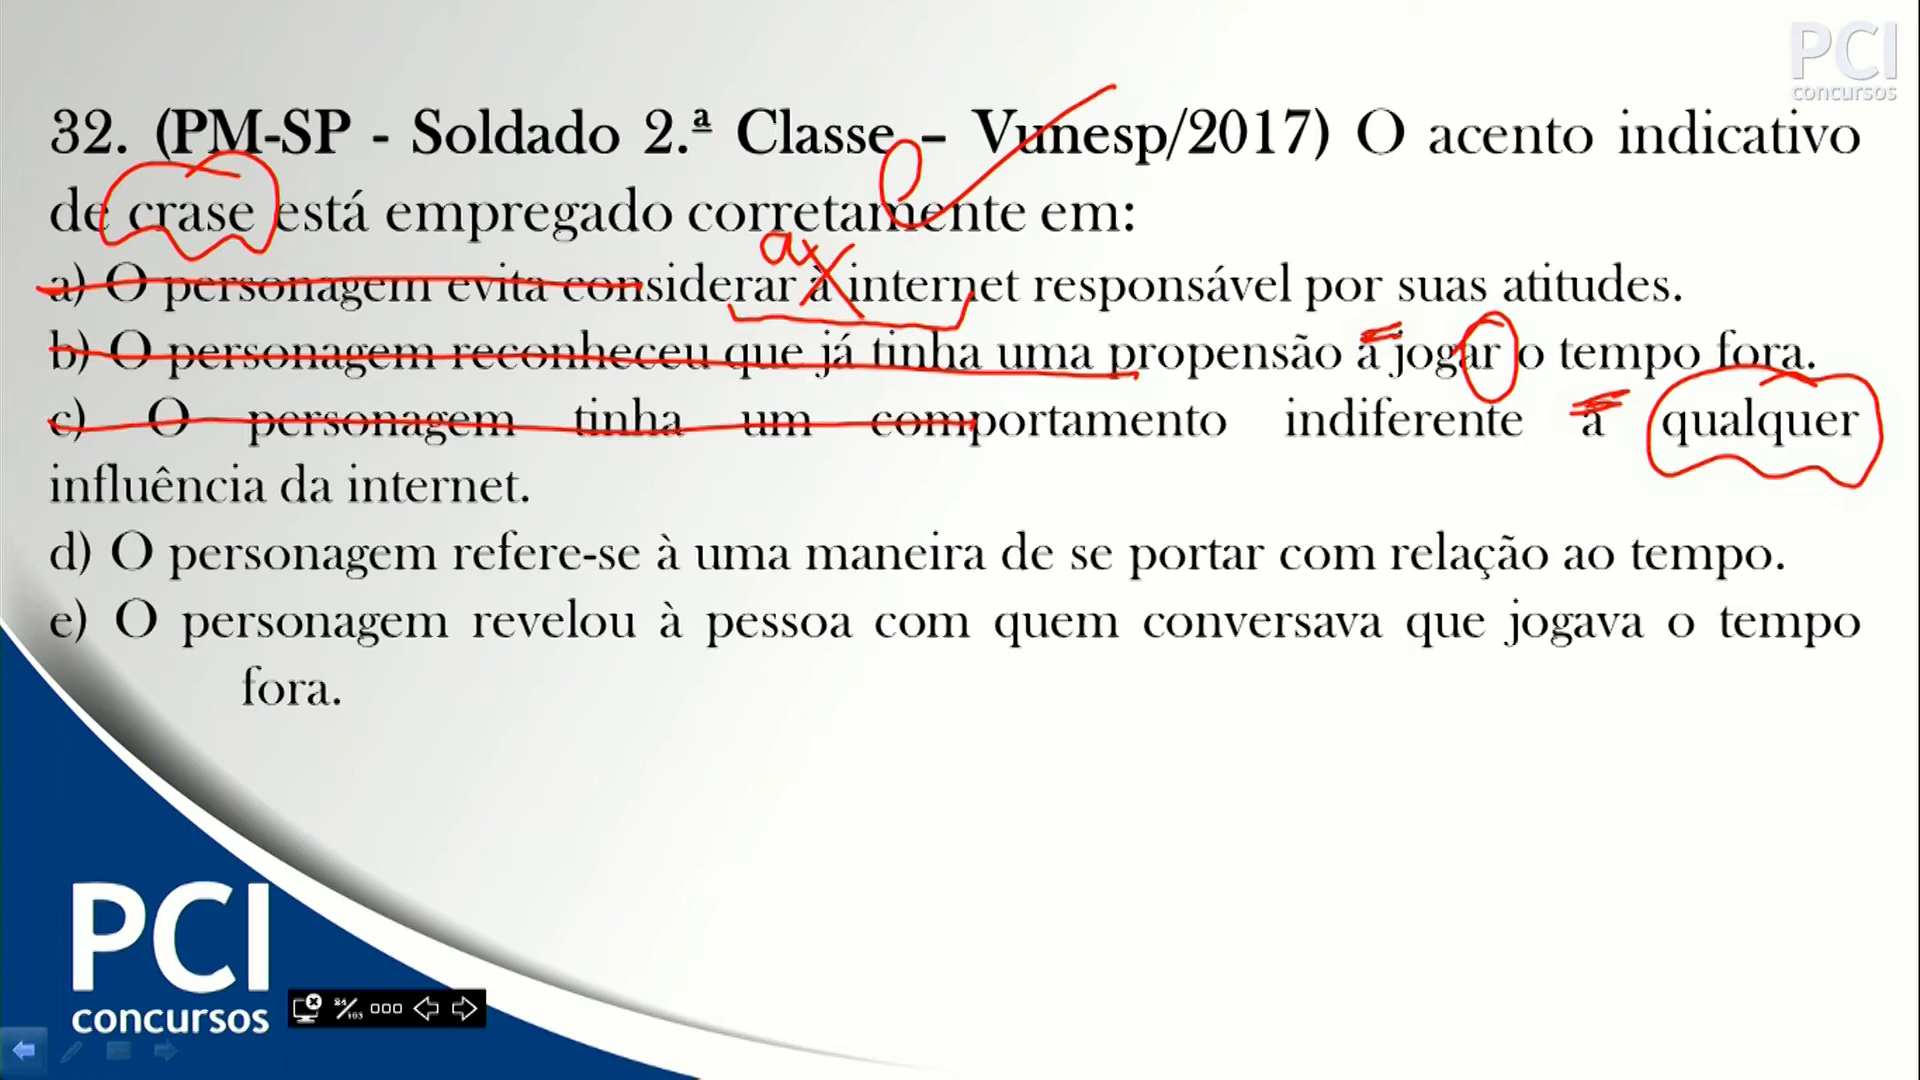 PCI
concursos
32. (PM-SP - Soldado 2.ª Classe – Vunesp/2017) O acento indicativo
de crase está empregado corretamente em:
a
a) O personagem evita considerar à internet responsável por suas atitudes.
b) O personagem reconheceu que já tinha uma propensão à jogar o tempo fora.
c) O personagem tinha um comportamento indiferente à qualquer
influência da internet.
d) O personagem refere-se à uma maneira de se portar com relação ao tempo.
e) O personagem revelou à pessoa com quem conversava que jogava o tempo
fora.
PCI
concursos